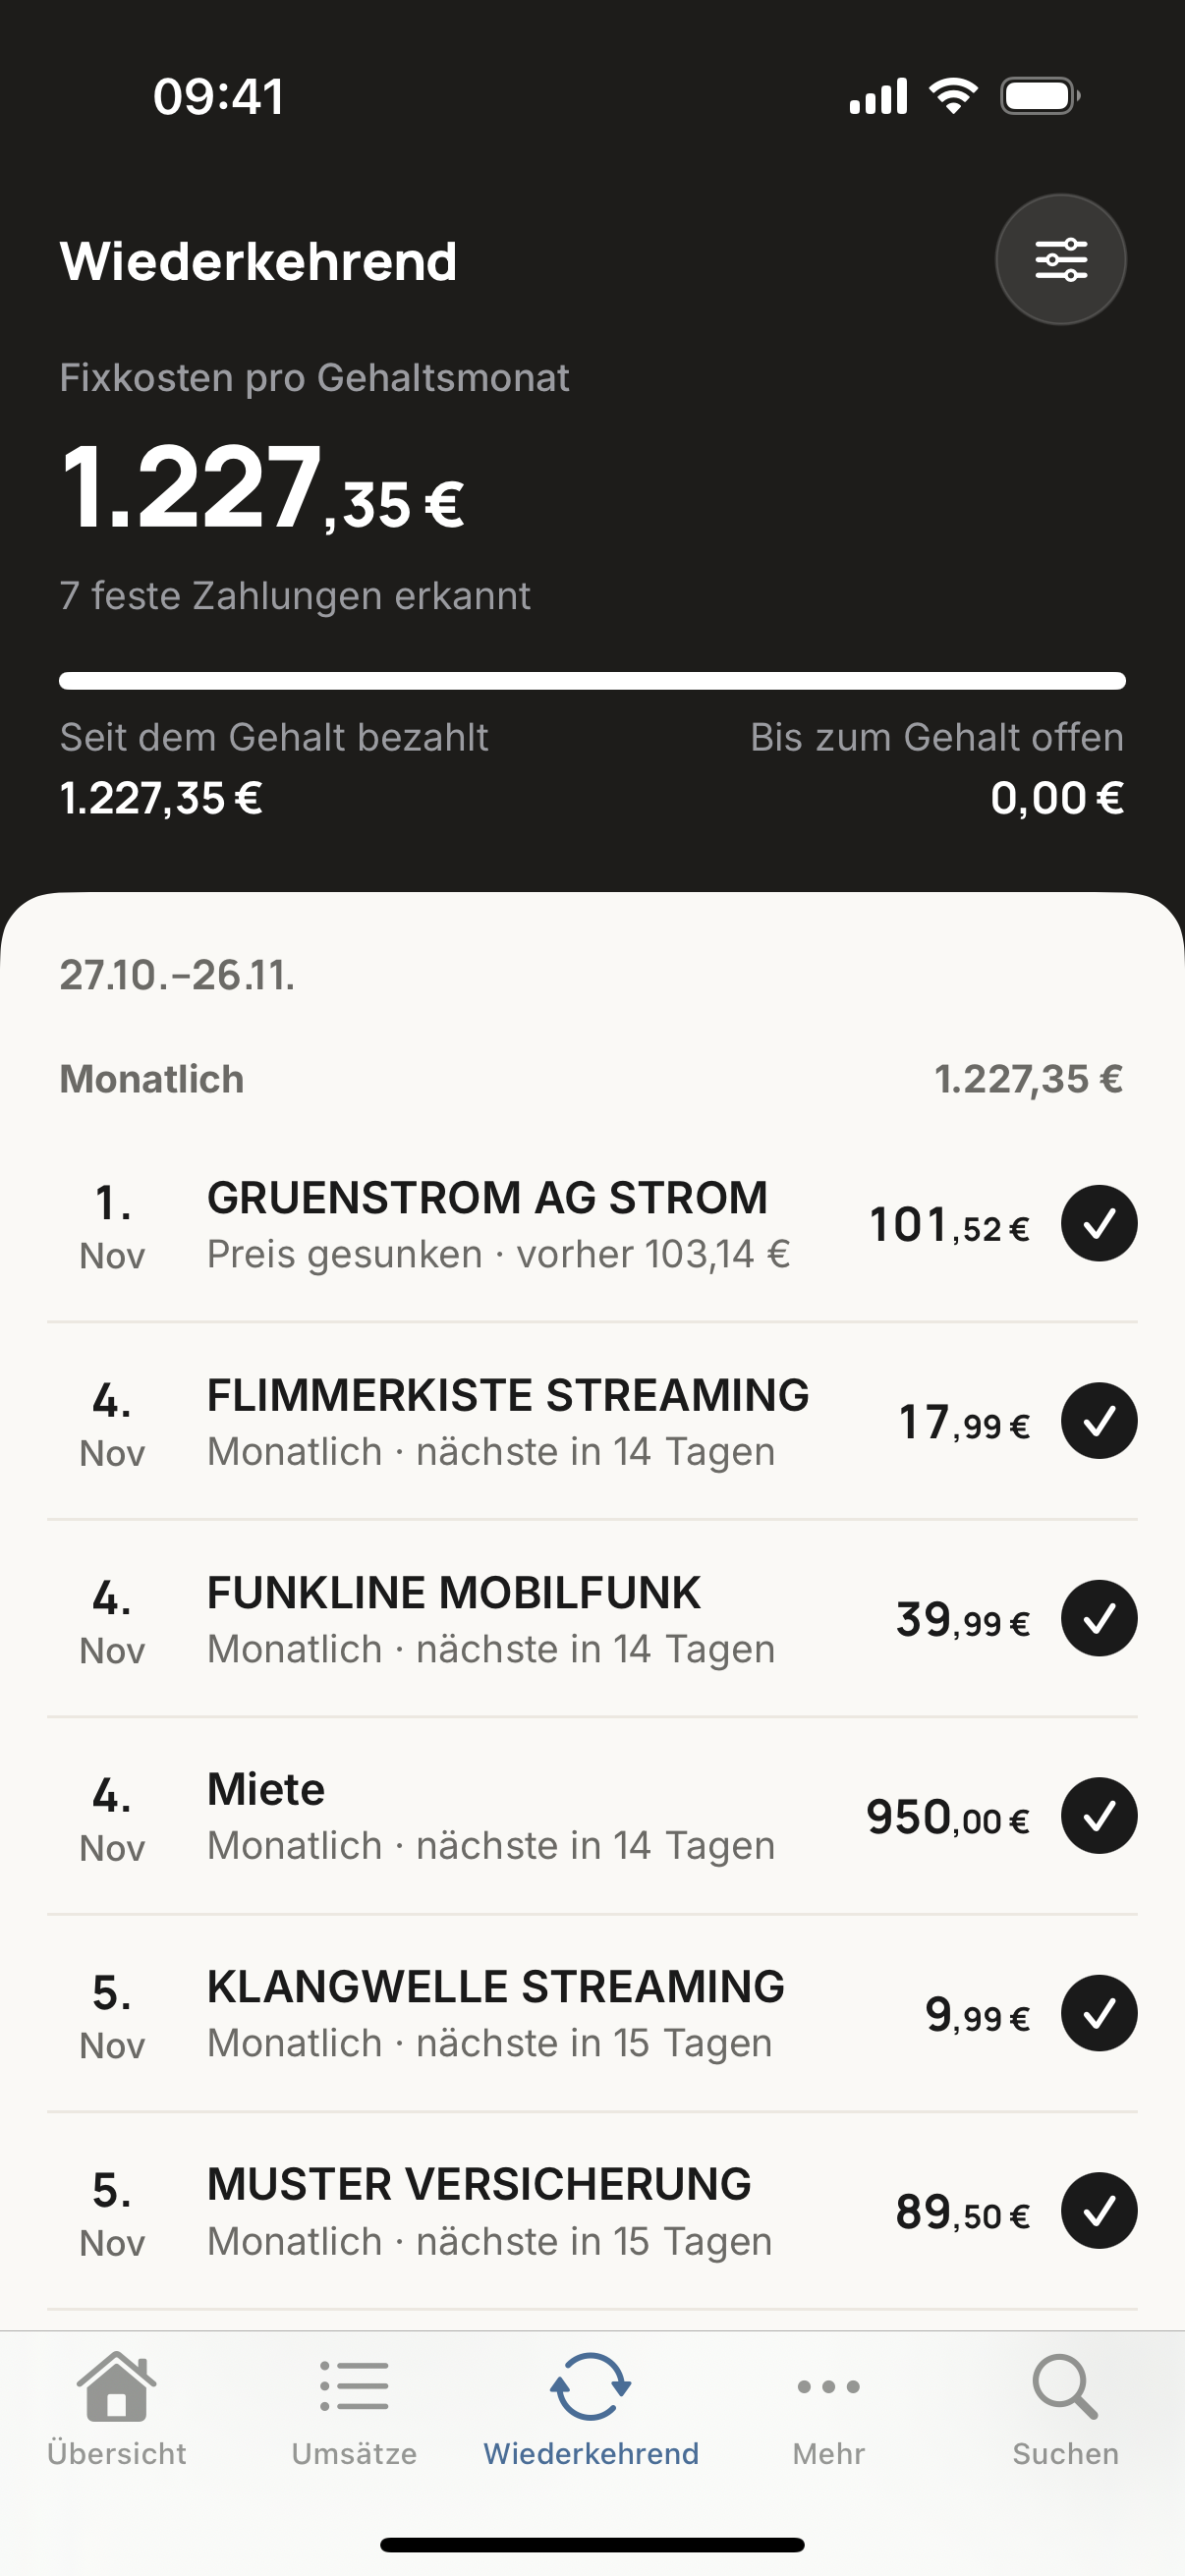 09:41
Wiederkehrend
Fixkosten pro Gehaltsmonat
1.227,35 €
7 feste Zahlungen erkannt
Seit dem Gehalt bezahlt Bis zum Gehalt offen
1.227,35 € 0,00 €
27.10.–26.11.
Monatlich 1.227,35 €
1. GRUENSTROM AG STROM 101,52 €
Nov Preis gesunken · vorher 103,14 €
4. FLIMMERKISTE STREAMING 17,99 €
Nov Monatlich · nächste in 14 Tagen
4. FUNKLINE MOBILFUNK 39,99 €
Nov Monatlich · nächste in 14 Tagen
4. Miete 950,00 €
Nov Monatlich · nächste in 14 Tagen
5. KLANGWELLE STREAMING 9,99 €
Nov Monatlich · nächste in 15 Tagen
5. MUSTER VERSICHERUNG 89,50 €
Nov Monatlich · nächste in 15 Tagen
Übersicht Umsätze Wiederkehrend Mehr Suchen